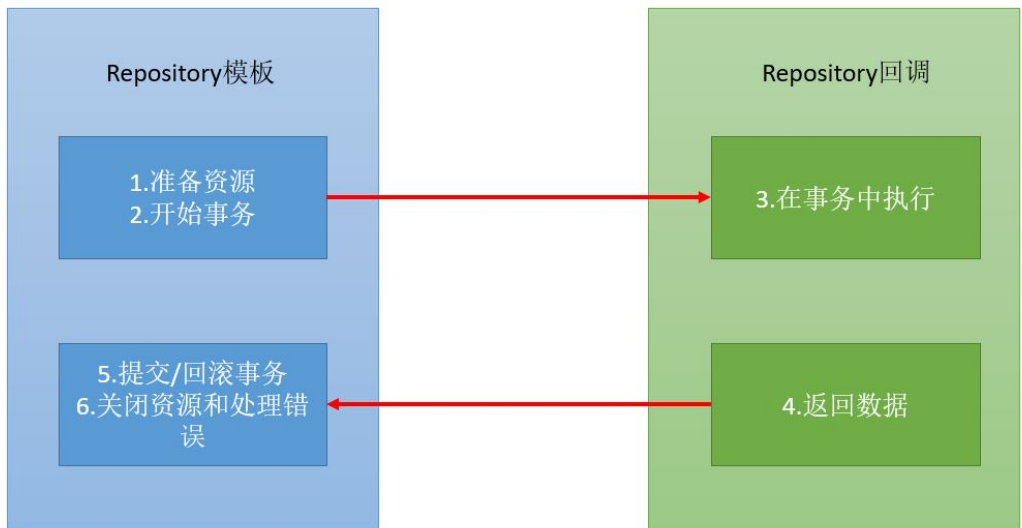 Repository模板
Repository回调
1.准备资源
2.开始事务
3.在事务中执行
5.提交/回滚事务
6.关闭资源和处理错
误
4.返回数据